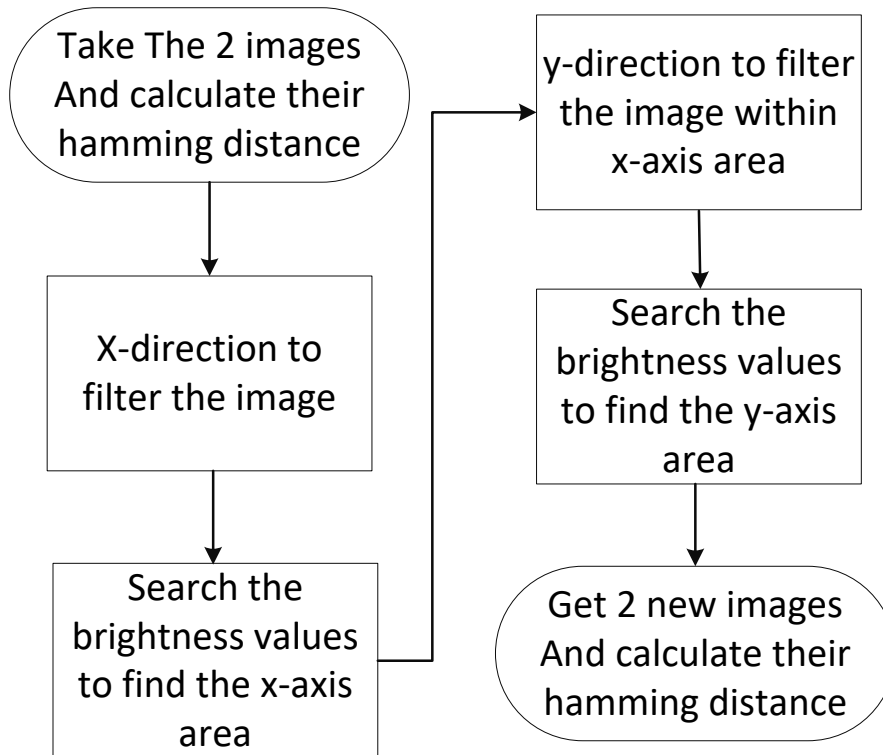 Take The 2 images
And calculate their
hamming distance
X-direction to
filter the image
Search the
brightness values
to find the x-axis
area
y-direction to filter
the image within
x-axis area
Search the
brightness values
to find the y-axis
area
Get 2 new images
And calculate their
hamming distance